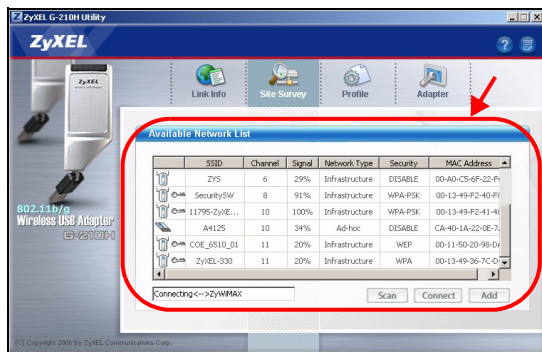 ZyXEL G-210H Utility
ZyXEL
ZyXEL
Link Info Site Survey Profile Adapter
Available Network List
SSID Channel Signal Network Type Security MAC Address
ZYS 6 29% Infrastructure DISABLE 00-A0-C5-6F-22-F
SecuritySW 8 91% Infrastructure WPA-PSK 00-13-49-F2-40-F
11795-ZyXE... 10 100% Infrastructure WPA-PSK 00-13-49-F2-41-4
A4125 10 34% Ad-hoc DISABLE CA-40-1A-22-0E-7
COE_6510_01 11 20% Infrastructure WEP 00-11-50-20-98-D
ZyXEL-330 11 20% Infrastructure WPA 00-13-49-36-7C-D
802.11b/g
Wireless USB Adapter
G-210H
Connecting<-->ZyWiMAX
Scan Connect Add
(C) Copyright 2006 by ZyXEL Communications Corp.